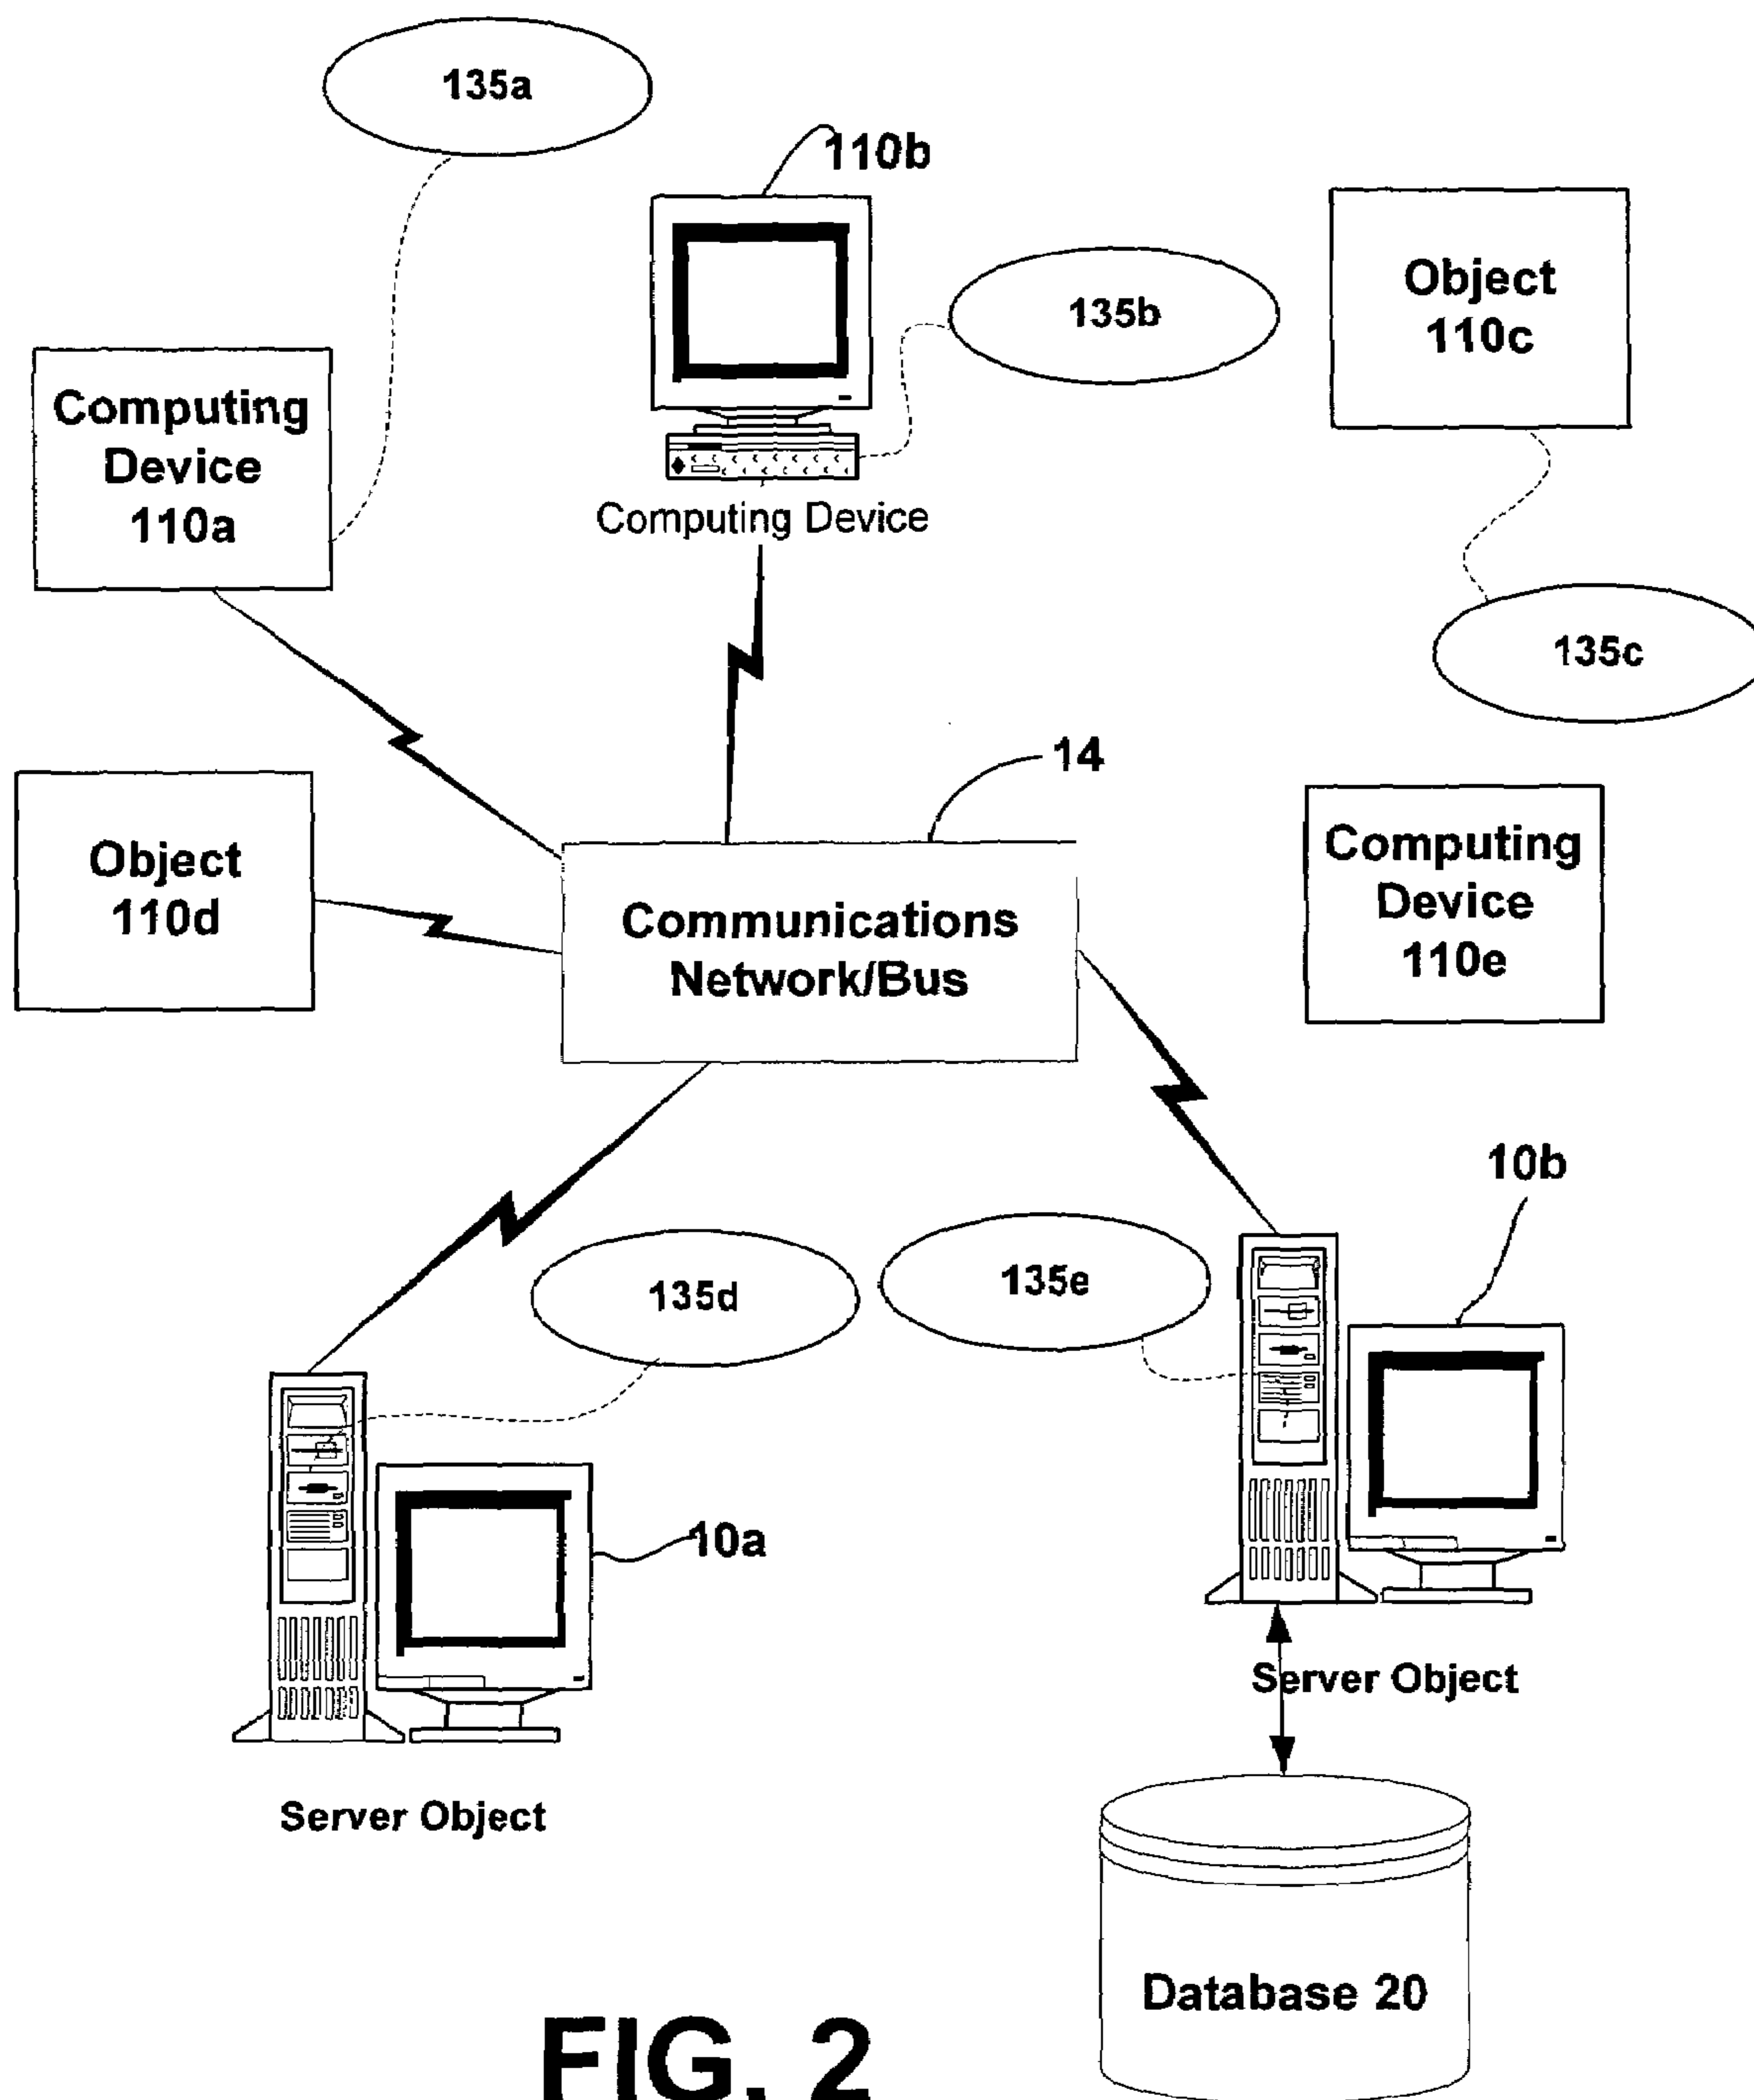 135a
110b
135b
Object
110c
Computing
Device
110a
Computing Device
135c
14
Object
110d
Computing
Device
110e
Communications
Network/Bus
10b
135d
135e
10a
Server Object
Server Object
Database 20
FIG. 2